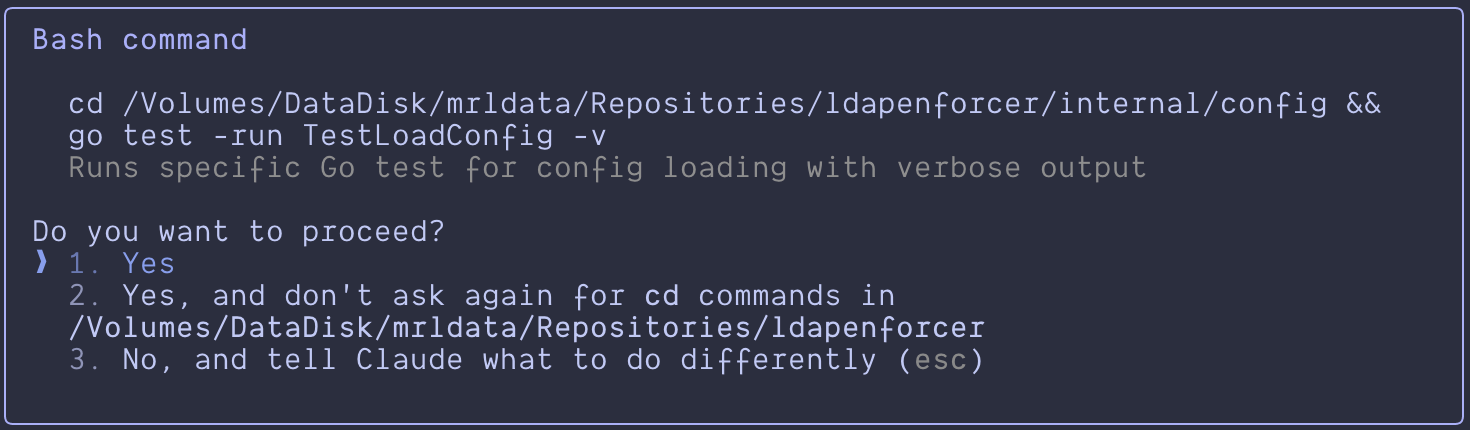 Bash command
cd /Volumes/DataDisk/mrldata/Repositories/ldapenforcer/internal/config &&
go test -run TestLoadConfig -v
Runs specific Go test for config loading with verbose output
Do you want to proceed?
❯ 1. Yes
2. Yes, and don't ask again for cd commands in
/Volumes/DataDisk/mrldata/Repositories/ldapenforcer
3. No, and tell Claude what to do differently (esc)